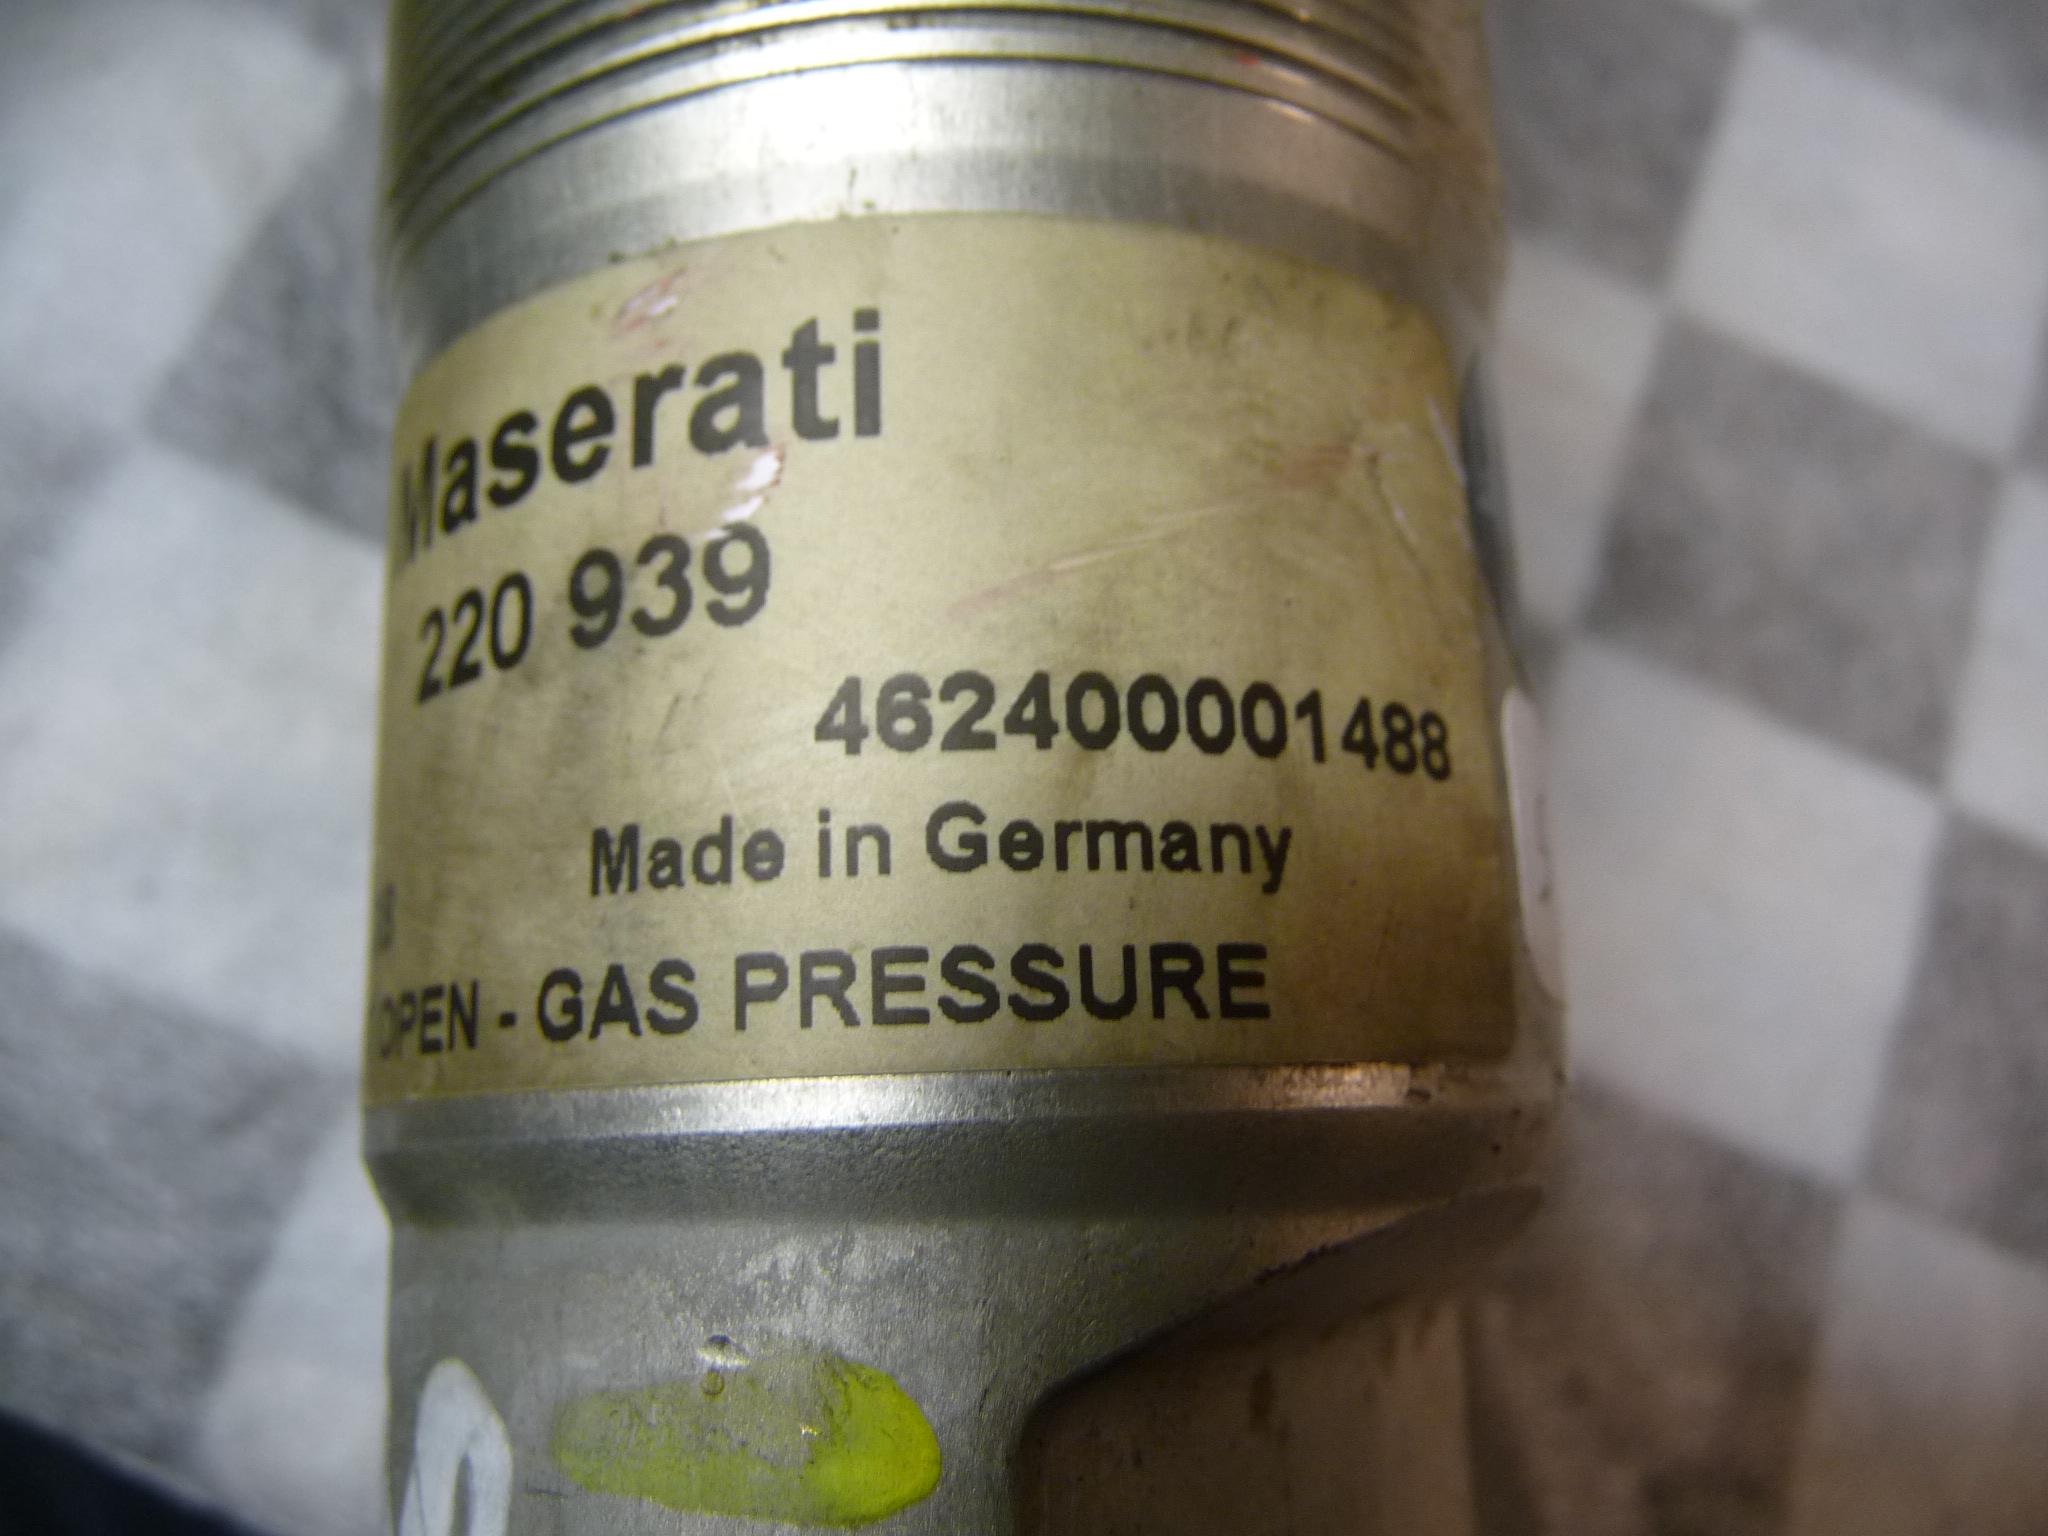 Maserati
220 939
462400001488
Made in Germany
OPEN - GAS PRESSURE